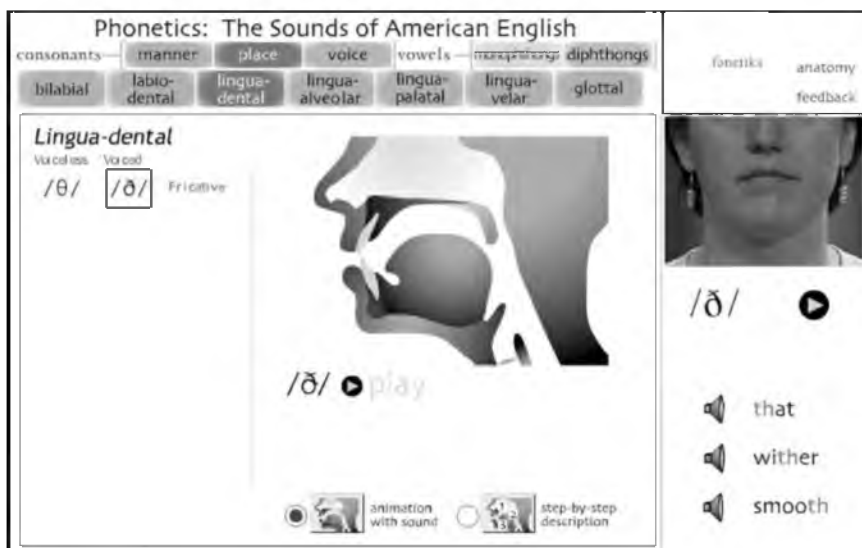 Phonetics: The Sounds of American English
consonants manner place voice vowels monophthongs diphthongs
bilabial labio-dental lingua-dental lingua-alveolar lingua-palatal lingua-velar glottal
fonetiks anatomy
feedback
Lingua-dental
Voiceless Voiced
/θ/ /ð/ Fricative
/ð/ play
animation with sound
step-by-step description
/ð/
that
wither
smooth